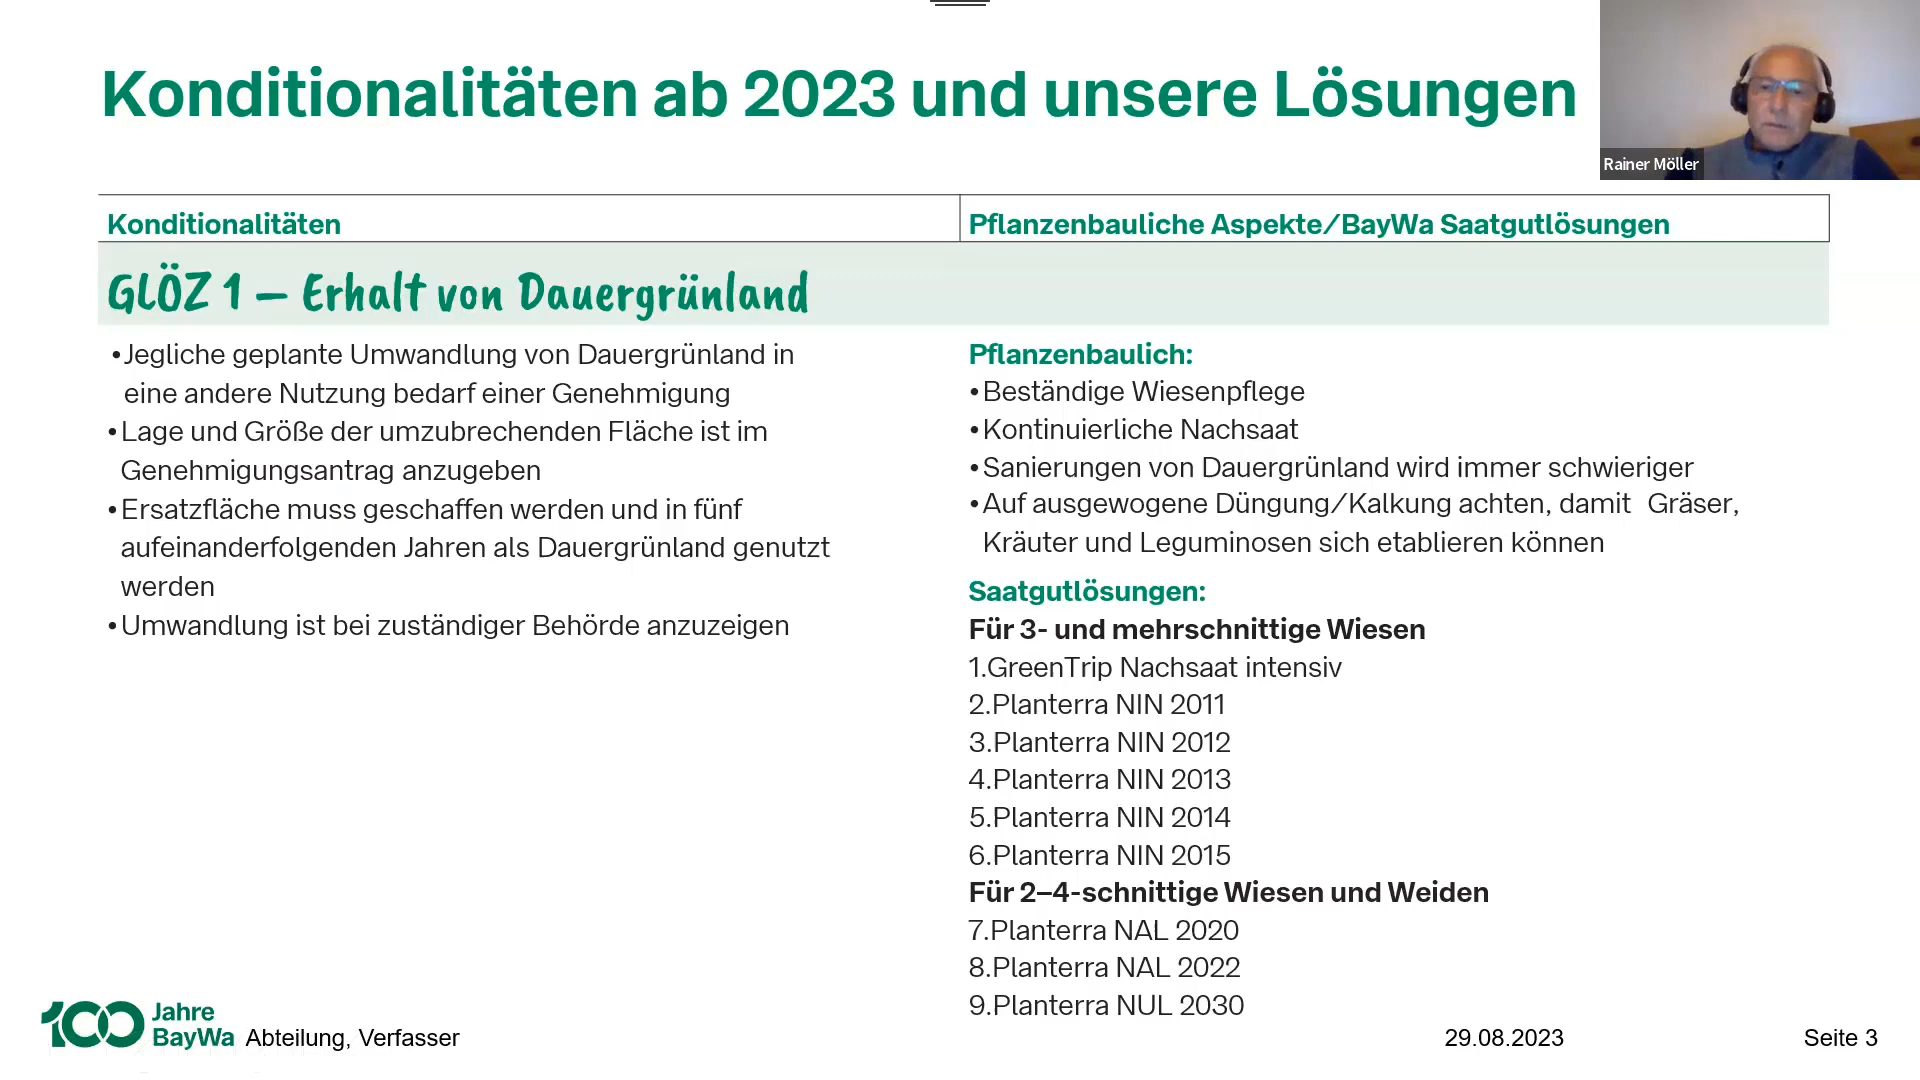 Konditionalitäten ab 2023 und unsere Lösungen
Rainer Möller
Konditionalitäten
Pflanzenbauliche Aspekte/BayWa Saatgutlösungen
GLÖZ 1 – Erhalt von Dauergrünland
•Jegliche geplante Umwandlung von Dauergrünland in
eine andere Nutzung bedarf einer Genehmigung
•Lage und Größe der umzubrechenden Fläche ist im
Genehmigungsantrag anzugeben
•Ersatzfläche muss geschaffen werden und in fünf
aufeinanderfolgenden Jahren als Dauergrünland genutzt
werden
•Umwandlung ist bei zuständiger Behörde anzuzeigen
Pflanzenbaulich:
•Beständige Wiesenpflege
•Kontinuierliche Nachsaat
•Sanierungen von Dauergrünland wird immer schwieriger
•Auf ausgewogene Düngung/Kalkung achten, damit Gräser,
Kräuter und Leguminosen sich etablieren können
Saatgutlösungen:
Für 3- und mehrschnittige Wiesen
1.GreenTrip Nachsaat intensiv
2.Planterra NIN 2011
3.Planterra NIN 2012
4.Planterra NIN 2013
5.Planterra NIN 2014
6.Planterra NIN 2015
Für 2–4-schnittige Wiesen und Weiden
7.Planterra NAL 2020
8.Planterra NAL 2022
9.Planterra NUL 2030
100 Jahre
BayWa
Abteilung, Verfasser
29.08.2023
Seite 3